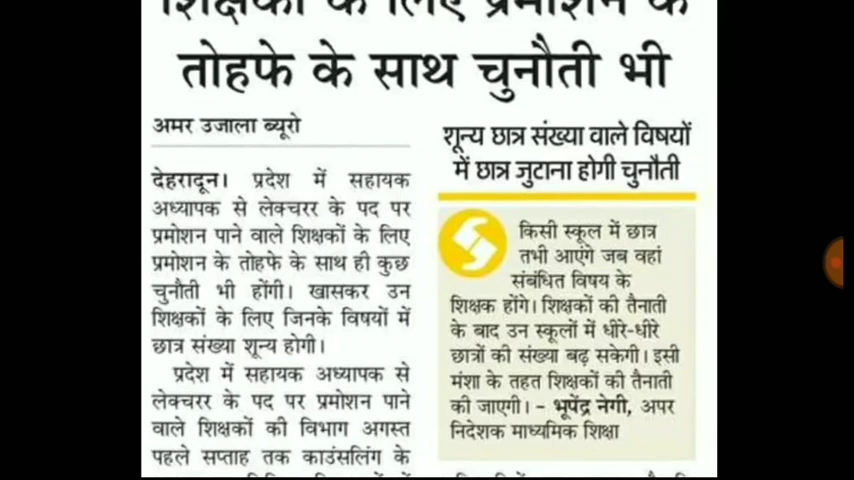 शिक्षकों के लिए प्रमोशन के
तोहफे के साथ चुनौती भी
अमर उजाला ब्यूरो
देहरादून। प्रदेश में सहायक
अध्यापक से लेक्चरर के पद पर
प्रमोशन पाने वाले शिक्षकों के लिए
प्रमोशन के तोहफे के साथ ही कुछ
चुनौती भी होंगी। खासकर उन
शिक्षकों के लिए जिनके विषयों में
छात्र संख्या शून्य होगी।
प्रदेश में सहायक अध्यापक से
लेक्चरर के पद पर प्रमोशन पाने
वाले शिक्षकों की विभाग अगस्त
पहले सप्ताह तक काउंसलिंग के
शून्य छात्र संख्या वाले विषयों
में छात्र जुटाना होगी चुनौती
किसी स्कूल में छात्र
तभी आएंगे जब वहां
संबंधित विषय के
शिक्षक होंगे। शिक्षकों की तैनाती
के बाद उन स्कूलों में धीरे-धीरे
छात्रों की संख्या बढ़ सकेगी। इसी
मंशा के तहत शिक्षकों की तैनाती
की जाएगी। - भूपेंद्र नेगी, अपर
निदेशक माध्यमिक शिक्षा